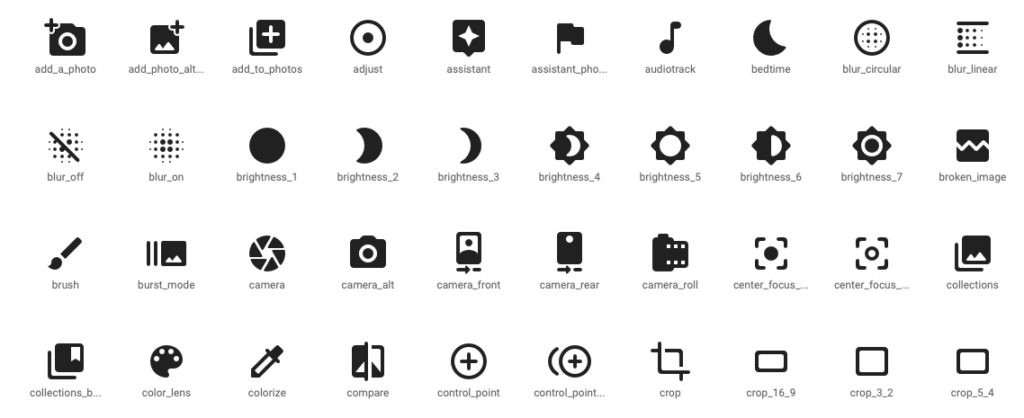 add_a_photo
add_photo_alt...
add_to_photos
adjust
assistant
assistant_pho...
audiotrack
bedtime
blur_circular
blur_linear
blur_off
blur_on
brightness_1
brightness_2
brightness_3
brightness_4
brightness_5
brightness_6
brightness_7
broken_image
brush
burst_mode
camera
camera_alt
camera_front
camera_rear
camera_roll
center_focus_...
center_focus_...
collections
collections_b...
color_lens
colorize
compare
control_point
control_point...
crop
crop_16_9
crop_3_2
crop_5_4